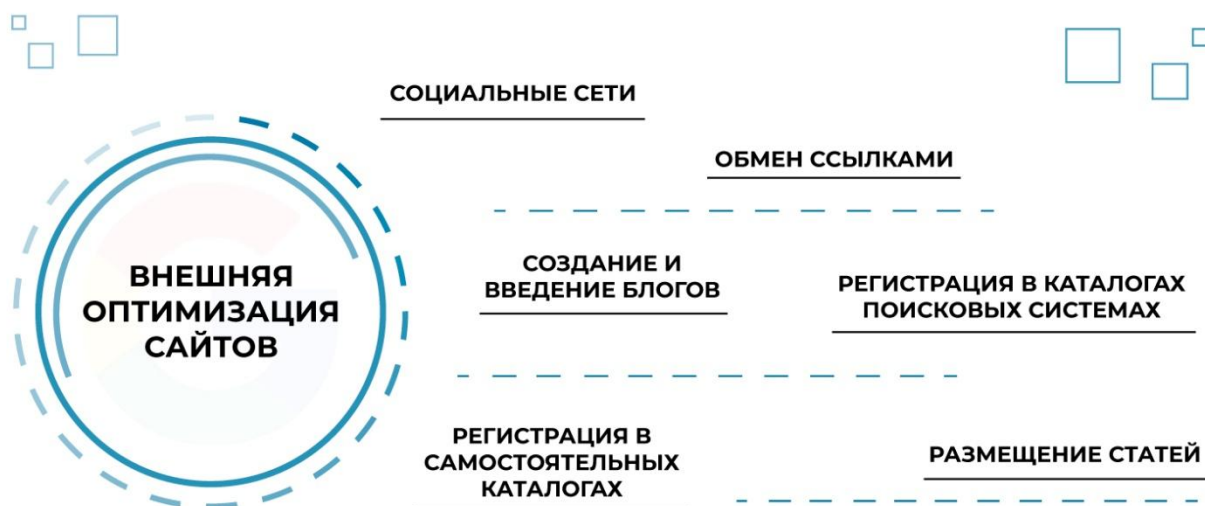 СОЦИАЛЬНЫЕ СЕТИ
ОБМЕН ССЫЛКАМИ
ВНЕШНЯЯ
ОПТИМИЗАЦИЯ
САЙТОВ
СОЗДАНИЕ И
ВВЕДЕНИЕ БЛОГОВ
РЕГИСТРАЦИЯ В КАТАЛОГАХ
ПОИСКОВЫХ СИСТЕМАХ
РЕГИСТРАЦИЯ В
САМОСТОЯТЕЛЬНЫХ
КАТАЛОГАХ
РАЗМЕЩЕНИЕ СТАТЕЙ